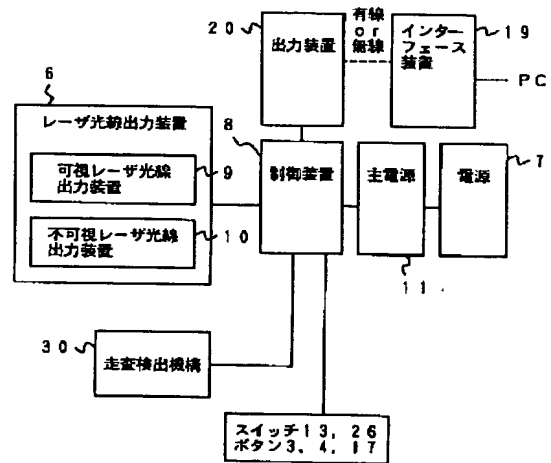 有線
or
無線
20
出力装置
インター
フェース
装置
19
PC
6
レーザ光線出力装置
8
可視レーザ光線
出力装置
9
不可視レーザ光線
出力装置
10
制御装置
主電源
電源
7
11
30
走査検出機構
スイッチ13, 26
ボタン3, 4, 17